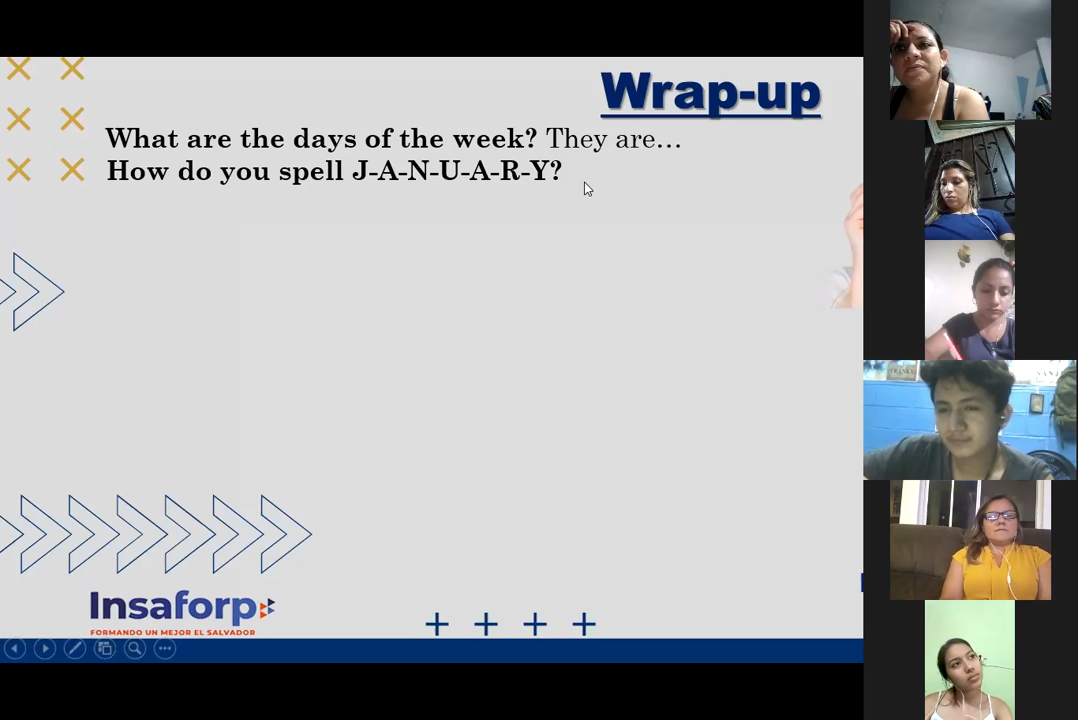 Wrap-up
What are the days of the week? They are...
How do you spell J-A-N-U-A-R-Y?
Insaforp
FORMANDO UN MEJOR EL SALVADOR